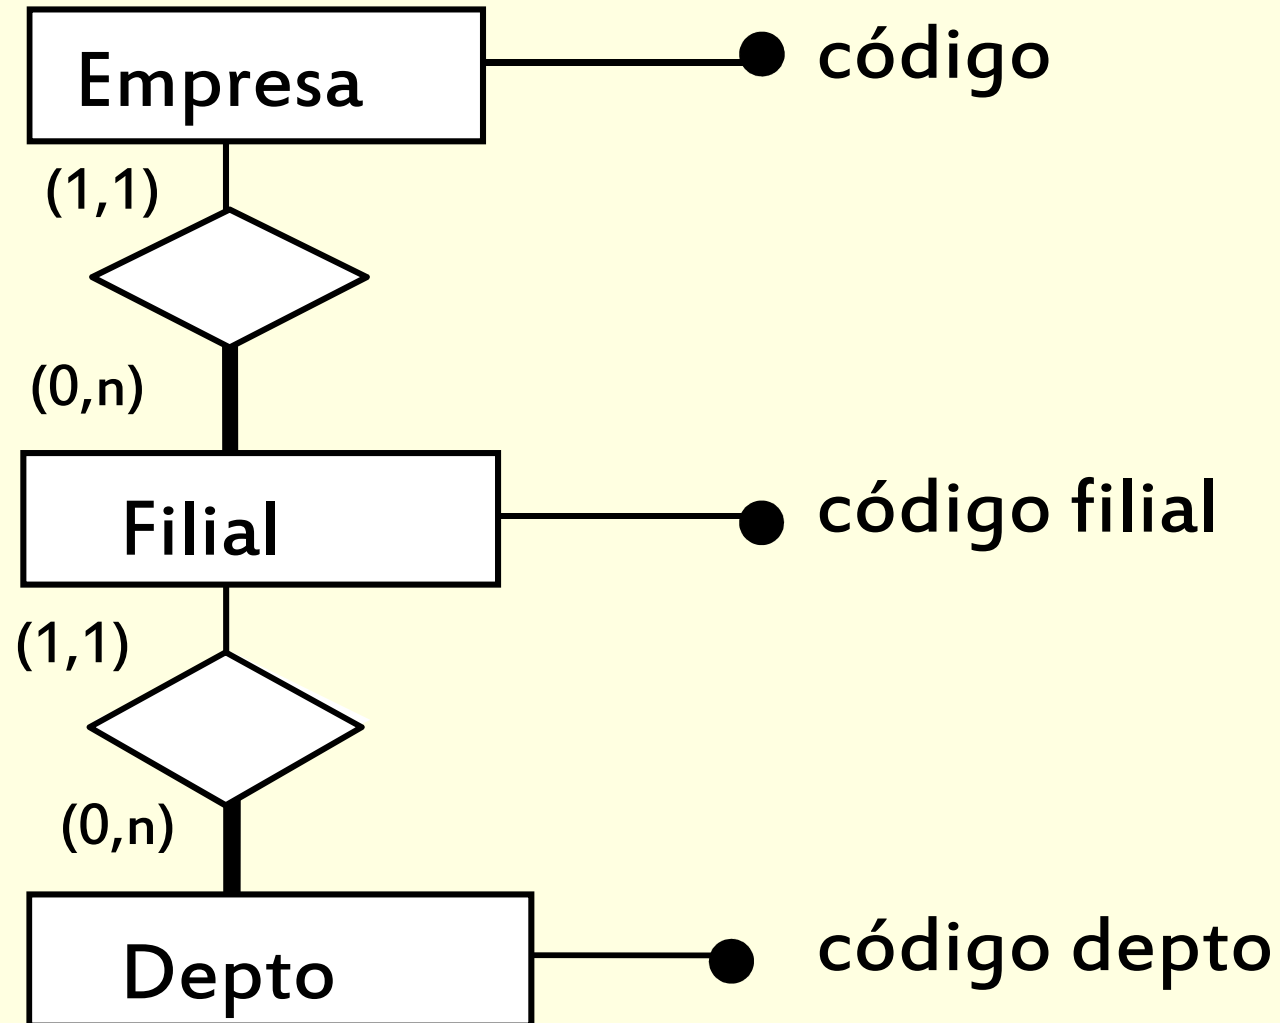 Empresa
código
(1,1)
(0,n)
Filial
código filial
(1,1)
(0,n)
Depto
código depto